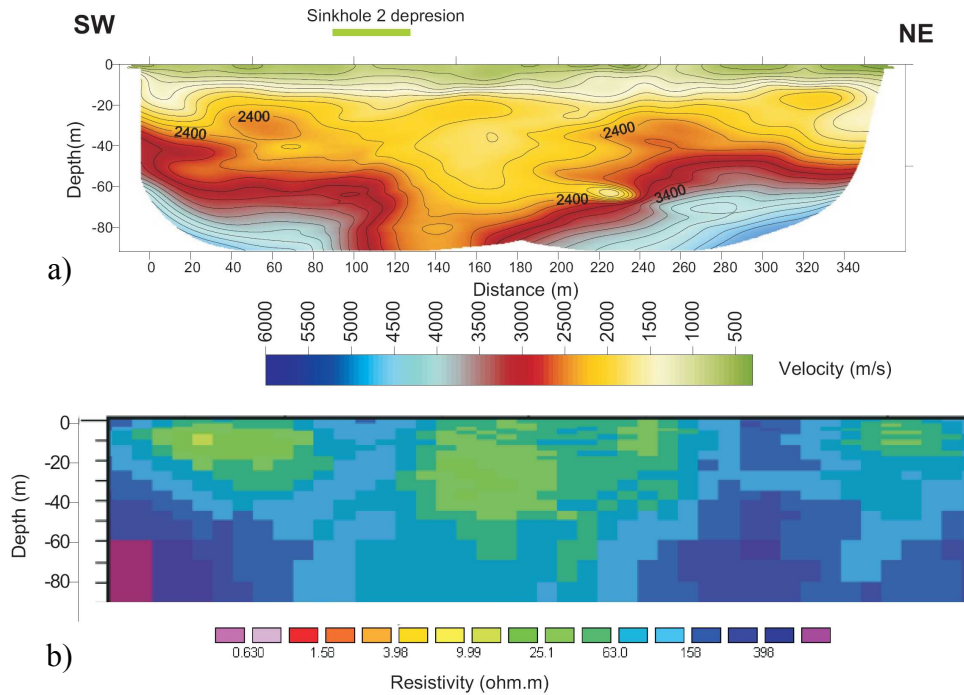 Sinkhole 2 depresion
SW
NE
0
-20
-40
-60
-80
Depth(m)
2400
2400
2400
3400
2400
0 20 40 60 80 100 120 140 160 180 200 220 240 260 280 300 320 340
Distance (m)
a)
6000 5500 5000 4500 4000 3500 3000 2500 2000 1500 1000 500
Velocity (m/s)
0
-20
-40
-60
-80
Depth (m)
0.630 1.58 3.98 9.99 25.1 63.0 158 398
b)
Resistivity (ohm.m)